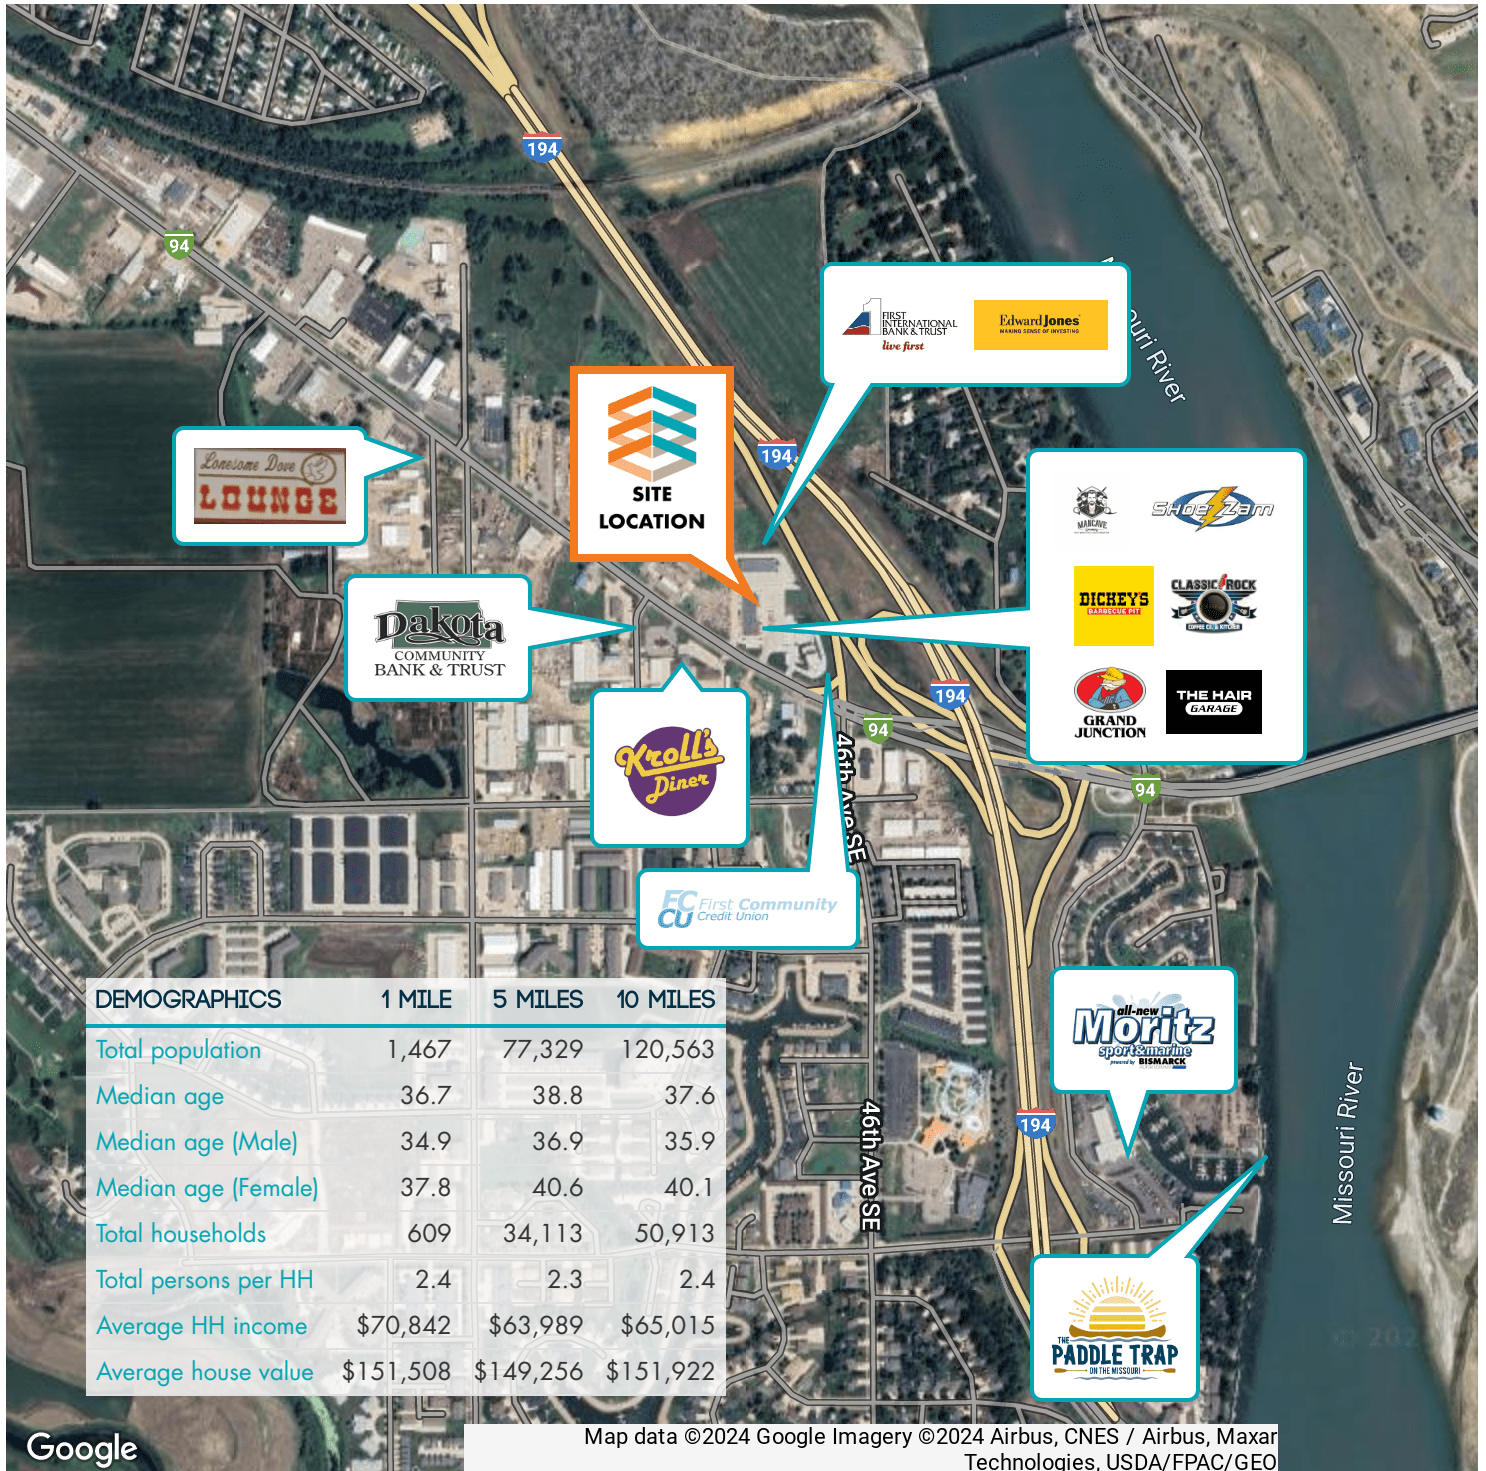 194
94
Missouri River
FIRST
INTERNATIONAL
BANK & TRUST
live first
Edward Jones
MAKING SENSE OF INVESTING
SITE
LOCATION
194
Lonesome Dove
LOUNGE
MANCAVE
SHOE ZAM
DICKEY'S
BARBECUE PIT
CLASSIC ROCK
COFFEE CO. & KITCHEN
GRAND
JUNCTION
THE HAIR
GARAGE
Dakota
COMMUNITY
BANK & TRUST
194
94
94
Kroll's
Diner
46th Ave SE
FCCU First Community
Credit Union
DEMOGRAPHICS 1 MILE 5 MILES 10 MILES
Total population 1,467 77,329 120,563
Median age 36.7 38.8 37.6
Median age (Male) 34.9 36.9 35.9
Median age (Female) 37.8 40.6 40.1
Total households 609 34,113 50,913
Total persons per HH 2.4 2.3 2.4
Average HH income $70,842 $63,989 $65,015
Average house value $151,508 $149,256 $151,922
all-new
Moritz
sport&marine
powered by BISMARCK
194
46th Ave SE
Missouri River
THE
PADDLE TRAP
ON THE MISSOURI
Google
Map data ©2024 Google Imagery ©2024 Airbus, CNES / Airbus, Maxar
Technologies, USDA/FPAC/GEO